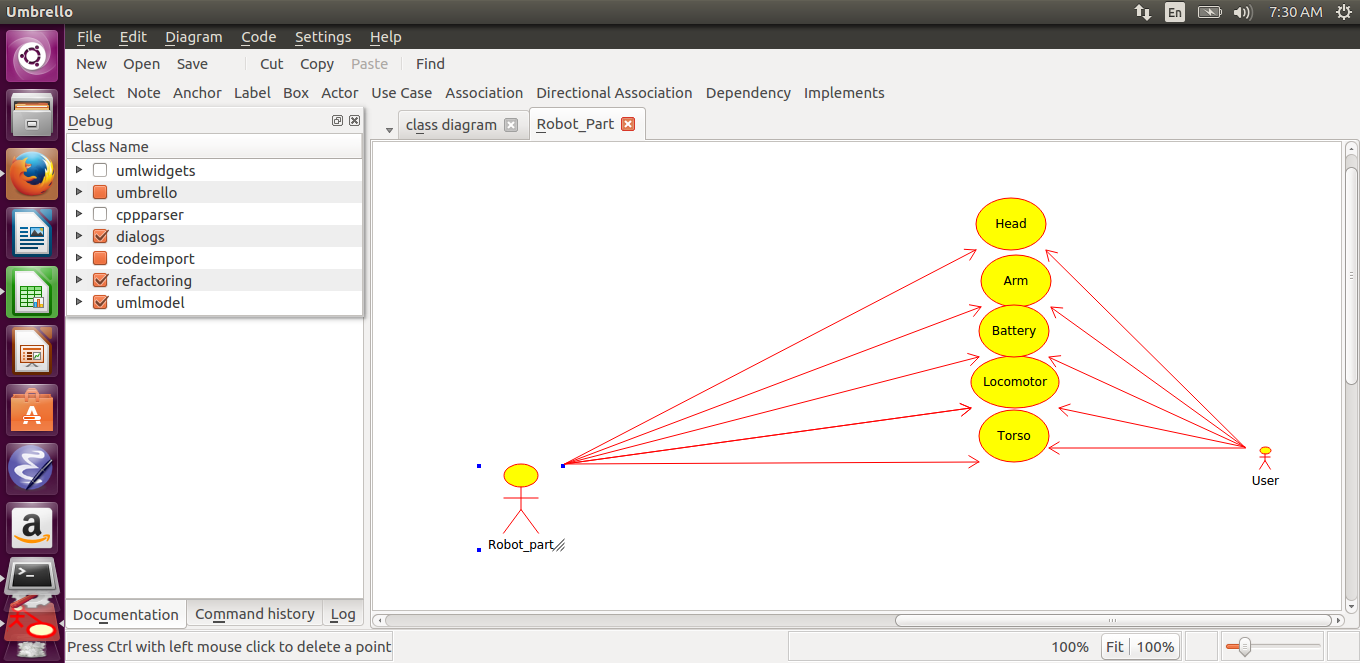 Umbrello
En
7:30 AM
File Edit Diagram Code Settings Help
New Open Save Cut Copy Paste Find
Select Note Anchor Label Box Actor Use Case Association Directional Association Dependency Implements
Debug
class diagram Robot_Part
Class Name
umlwidgets
umbrello
cppparser
dialogs
codeimport
refactoring
umlmodel
Head
Arm
Battery
Locomotor
Torso
User
Robot_part
a
Documentation Command history Log
Press Ctrl with left mouse click to delete a point
100% Fit 100%